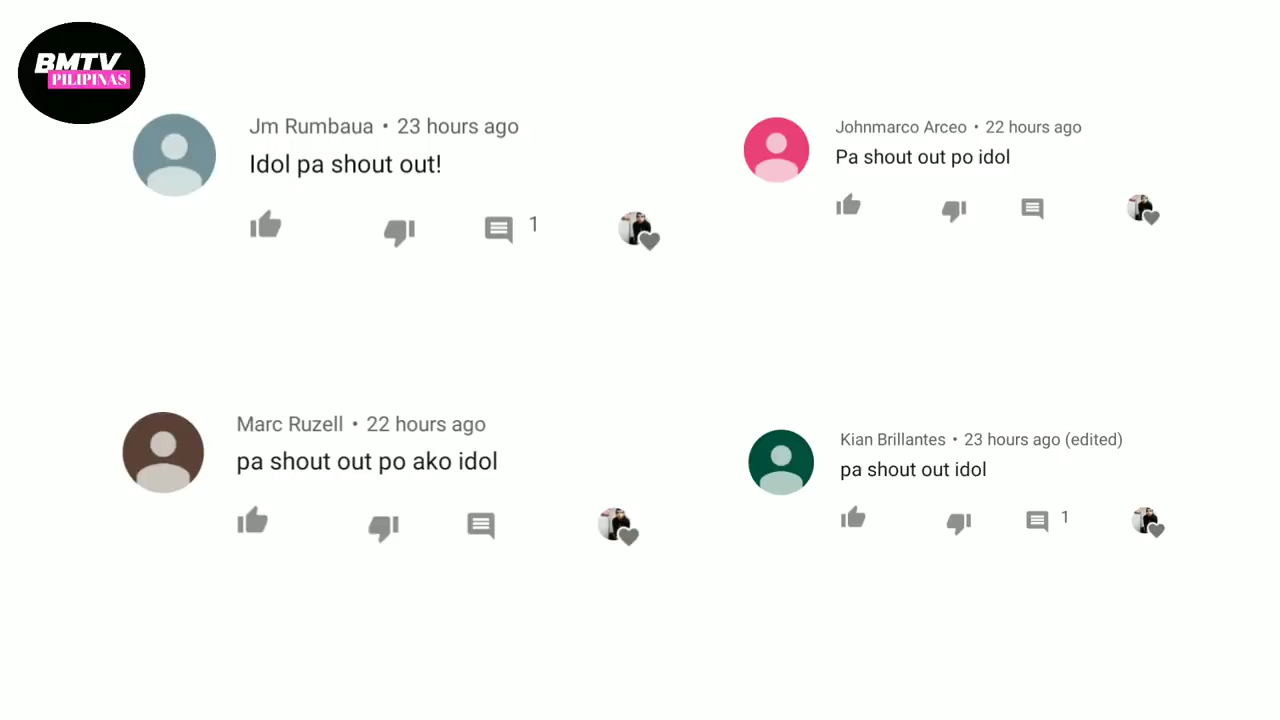 BMTV
PILIPINAS
Jm Rumbaua • 23 hours ago
Idol pa shout out!
1
Johnmarco Arceo • 22 hours ago
Pa shout out po idol
Marc Ruzell • 22 hours ago
pa shout out po ako idol
Kian Brillantes • 23 hours ago (edited)
pa shout out idol
1